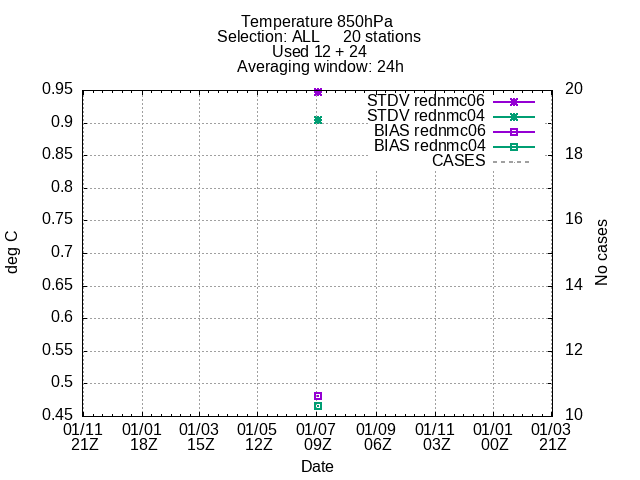 Temperature 850hPa
Selection: ALL 20 stations
Used 12 + 24
Averaging window: 24h
STDV rednmc06
STDV rednmc04
BIAS rednmc06
BIAS rednmc04
CASES
0.95
0.9
0.85
0.8
0.75
0.7
0.65
0.6
0.55
0.5
0.45
deg C
20
18
16
14
12
10
No cases
01/11 01/01 01/03 01/05 01/07 01/09 01/11 01/01 01/03
21Z 18Z 15Z 12Z 09Z 06Z 03Z 00Z 21Z
Date